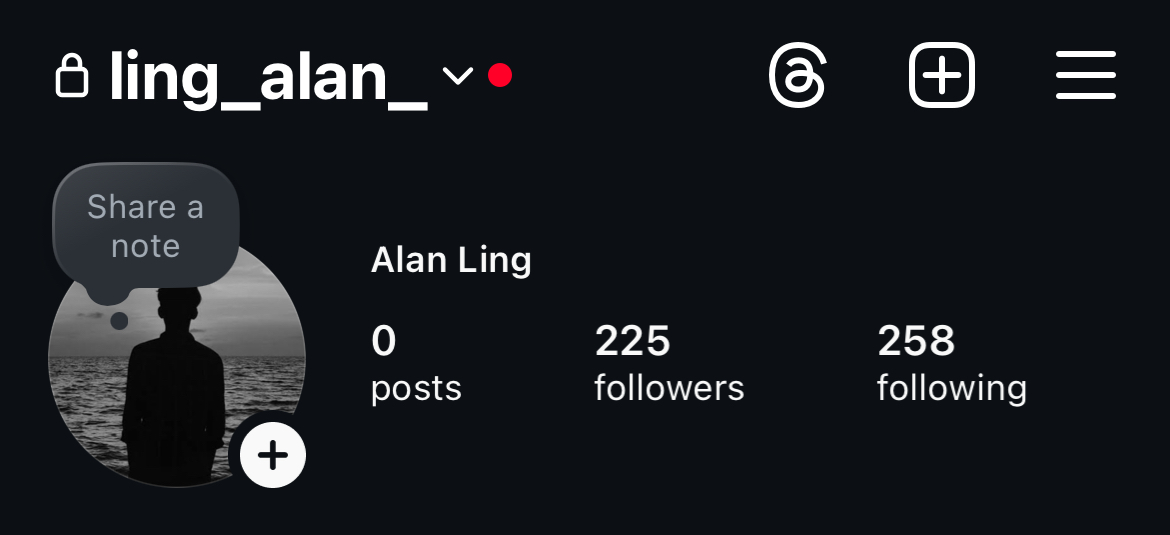 ling_alan_
Share a
note
Alan Ling
0
posts
225
followers
258
following